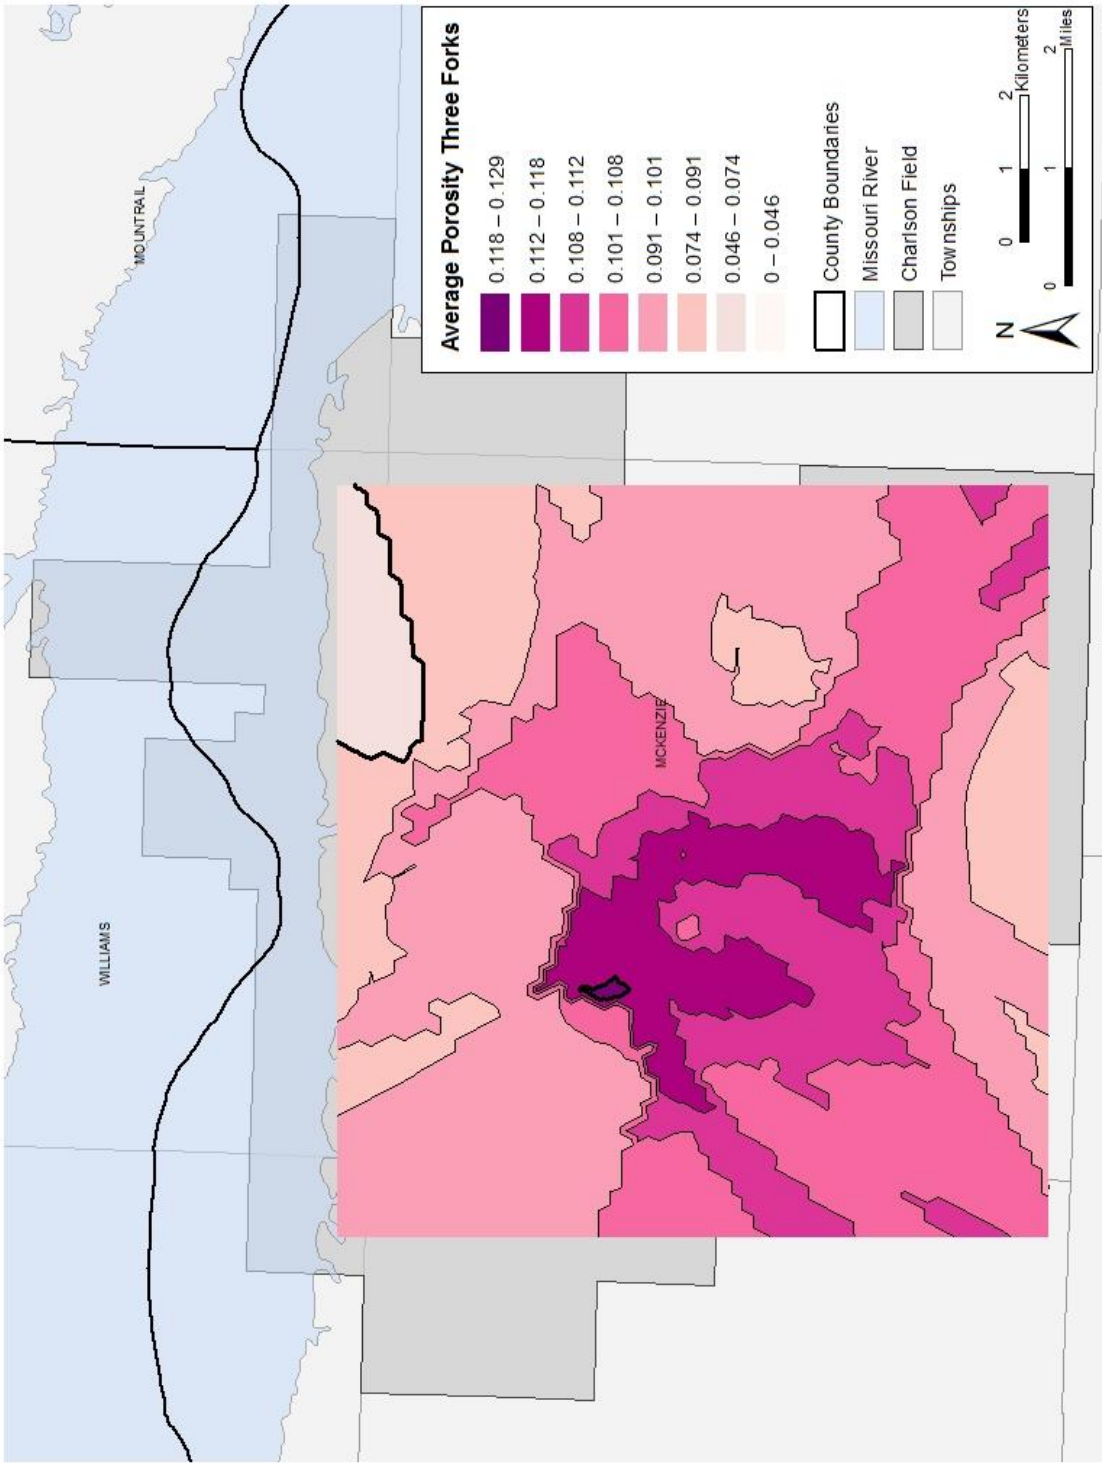 WILLIAMS
MOUNTRAIL
MCKENZIE
Average Porosity Three Forks
0.118 – 0.129
0.112 – 0.118
0.108 – 0.112
0.101 – 0.108
0.091 – 0.101
0.074 – 0.091
0.046 – 0.074
0 – 0.046
County Boundaries
Missouri River
Charlson Field
Townships
N
0 1 2 Kilometers
0 1 2 Miles